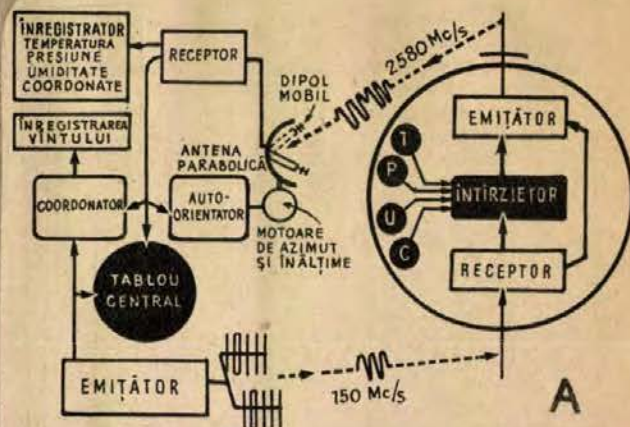 ÎNREGISTRATOR
TEMPERATURA
PRESIUNE
UMIDITATE
COORDONATE
RECEPTOR
2580 Mc/s
DIPOL
MOBIL
ÎNREGISTRAREA
VÎNTULUI
ANTENA
PARABOLICĂ
COORDONATOR
AUTO-
ORIENTATOR
MOTOARE
DE AZIMUT
ȘI ÎNĂLȚIME
TABLOU
CENTRAL
EMIȚĂTOR
150 Mc/s
EMIȚĂTOR
T
P
U
C
ÎNTÎRZIETOR
RECEPTOR
A